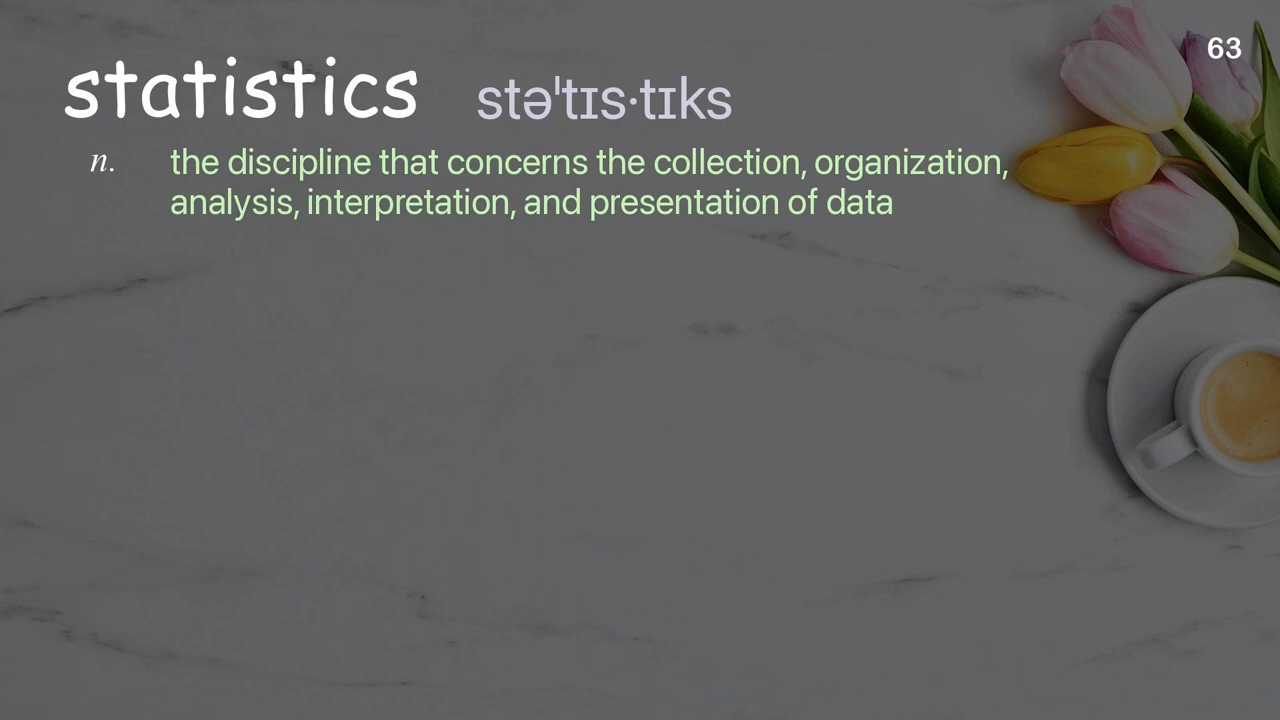 63
statistics stəˈtɪs·tɪks
n. the discipline that concerns the collection, organization,
analysis, interpretation, and presentation of data